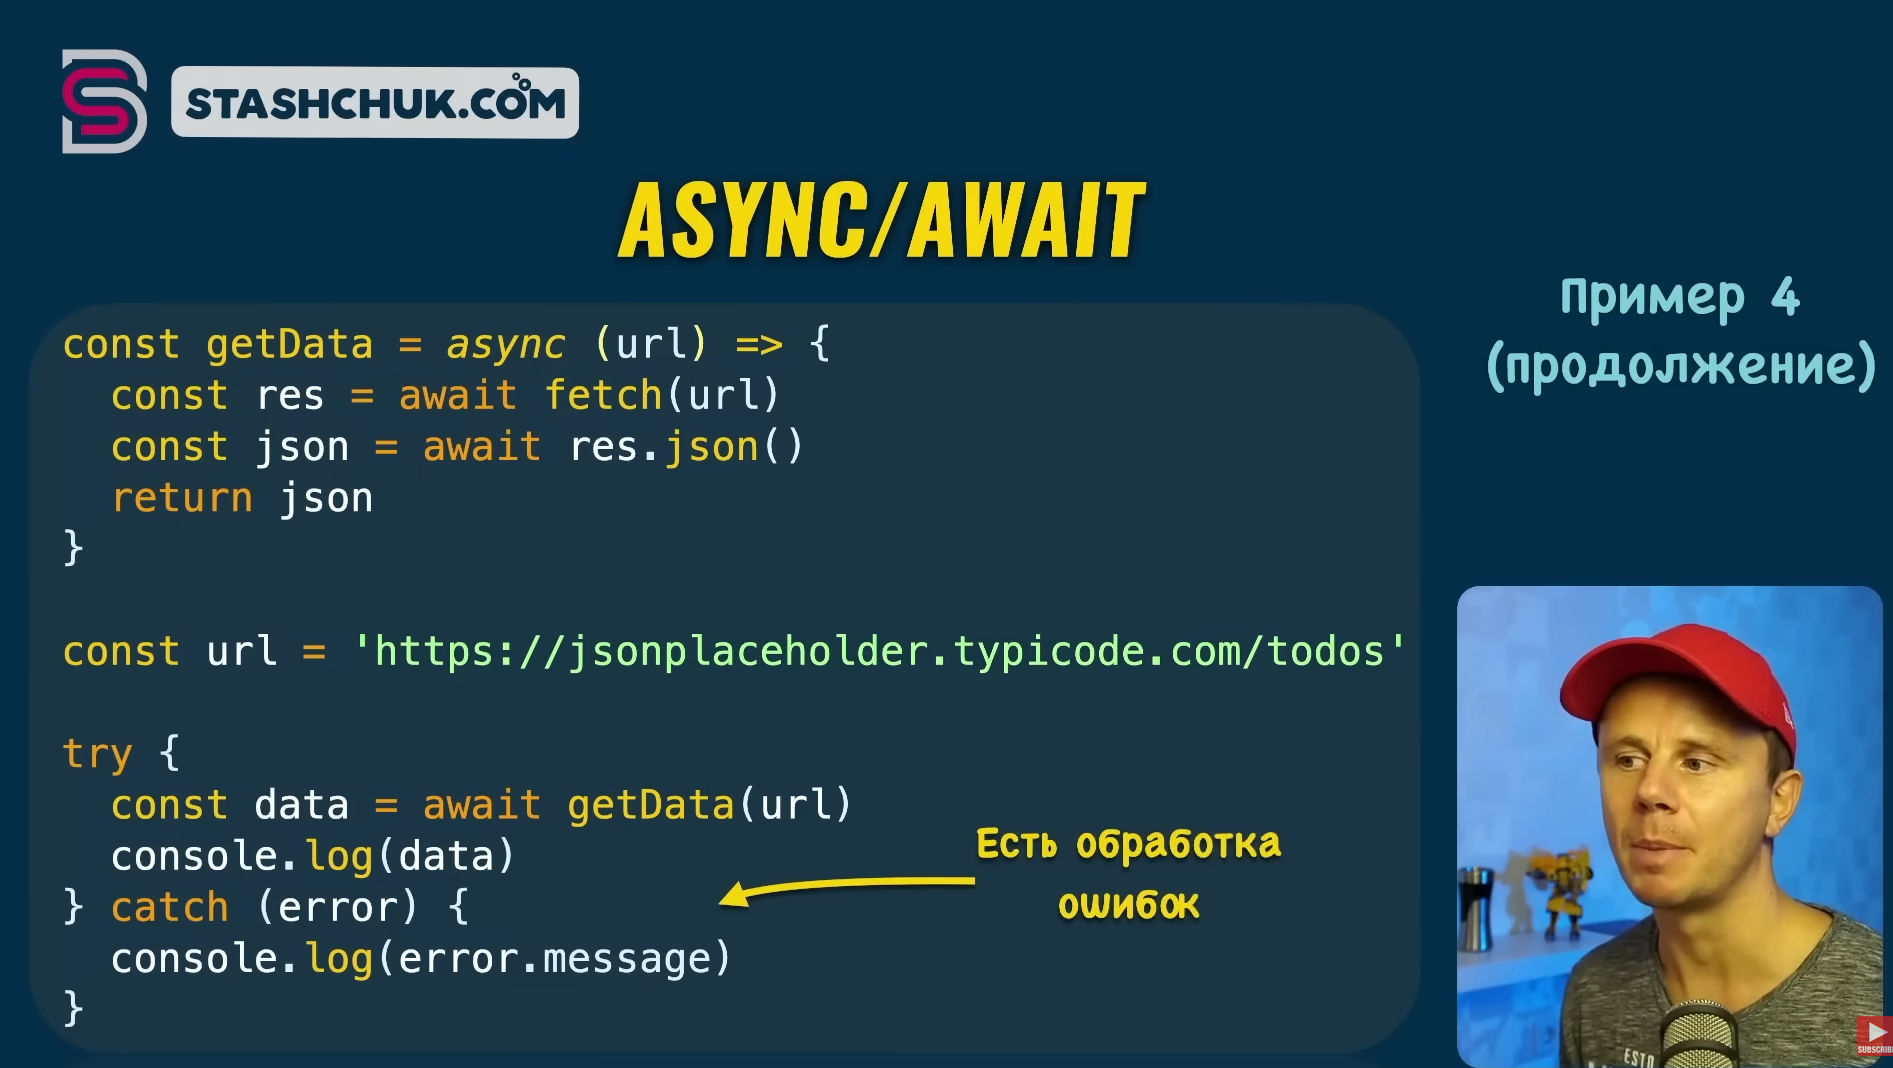 STASHCHUK.COM
ASYNC/AWAIT
Пример 4
(продолжение)
const getData = async (url) => {
  const res = await fetch(url)
  const json = await res.json()
  return json
}
const url = 'https://jsonplaceholder.typicode.com/todos'
try {
  const data = await getData(url)
  console.log(data)
} catch (error) {
  console.log(error.message)
}
Есть обработка
ошибок
ESTD
SUBSCRIBE